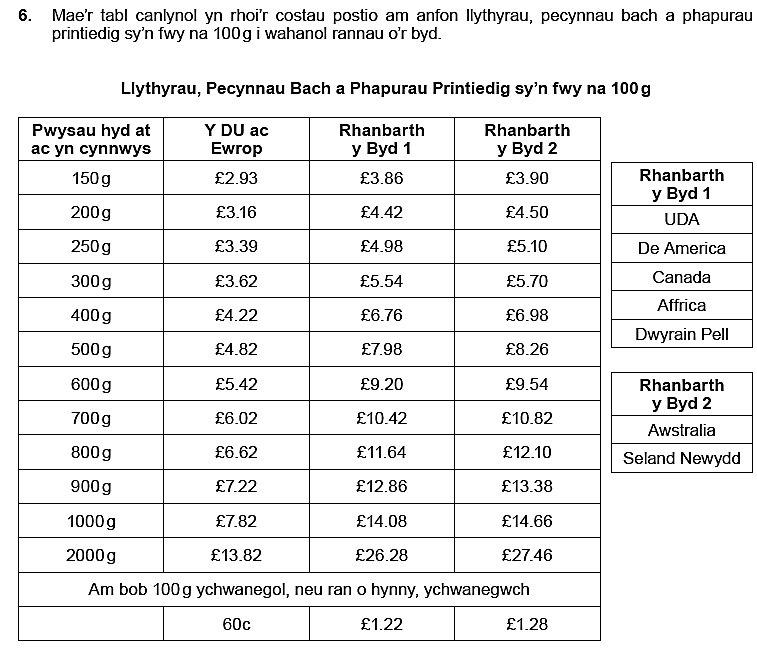 6. Mae'r tabl canlynol yn rhoi'r costau postio am anfon llythyrau, pecynnau bach a phapurau
printiedig sy'n fwy na 100 g i wahanol rannau o'r byd.
Llythyrau, Pecynnau Bach a Phapurau Printiedig sy'n fwy na 100 g
Pwysau hyd at ac yn cynnwys | Y DU ac Ewrop | Rhanbarth y Byd 1 | Rhanbarth y Byd 2
150 g £2.93 £3.86 £3.90
200 g £3.16 £4.42 £4.50
250 g £3.39 £4.98 £5.10
300 g £3.62 £5.54 £5.70
400 g £4.22 £6.76 £6.98
500 g £4.82 £7.98 £8.26
600 g £5.42 £9.20 £9.54
700 g £6.02 £10.42 £10.82
800 g £6.62 £11.64 £12.10
900 g £7.22 £12.86 £13.38
1000 g £7.82 £14.08 £14.66
2000 g £13.82 £26.28 £27.46
Am bob 100 g ychwanegol, neu ran o hynny, ychwanegwch
60c £1.22 £1.28
Rhanbarth
y Byd 1
UDA
De America
Canada
Affrica
Dwyrain Pell
Rhanbarth
y Byd 2
Awstralia
Seland Newydd